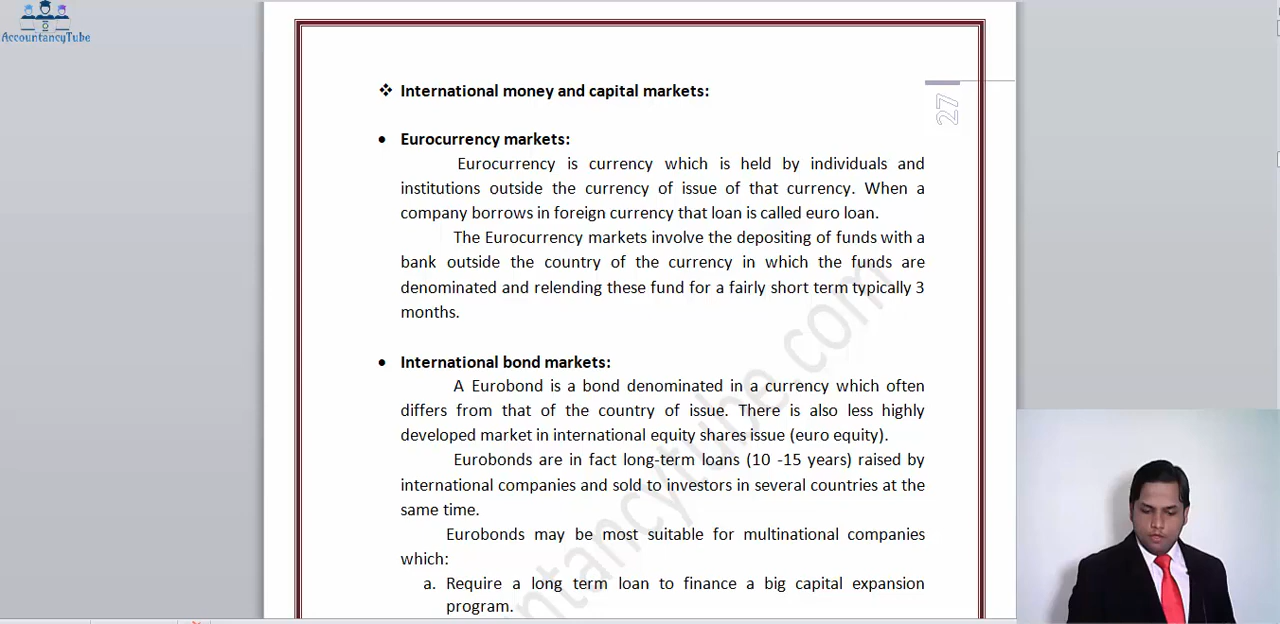 AccountancyTube
❖ International money and capital markets:
27
• Eurocurrency markets:
Eurocurrency is currency which is held by individuals and
institutions outside the currency of issue of that currency. When a
company borrows in foreign currency that loan is called euro loan.
The Eurocurrency markets involve the depositing of funds with a
bank outside the country of the currency in which the funds are
denominated and relending these fund for a fairly short term typically 3
months.
• International bond markets:
A Eurobond is a bond denominated in a currency which often
differs from that of the country of issue. There is also less highly
developed market in international equity shares issue (euro equity).
Eurobonds are in fact long-term loans (10 -15 years) raised by
international companies and sold to investors in several countries at the
same time.
Eurobonds may be most suitable for multinational companies
which:
a. Require a long term loan to finance a big capital expansion
program.
ntancytube.com